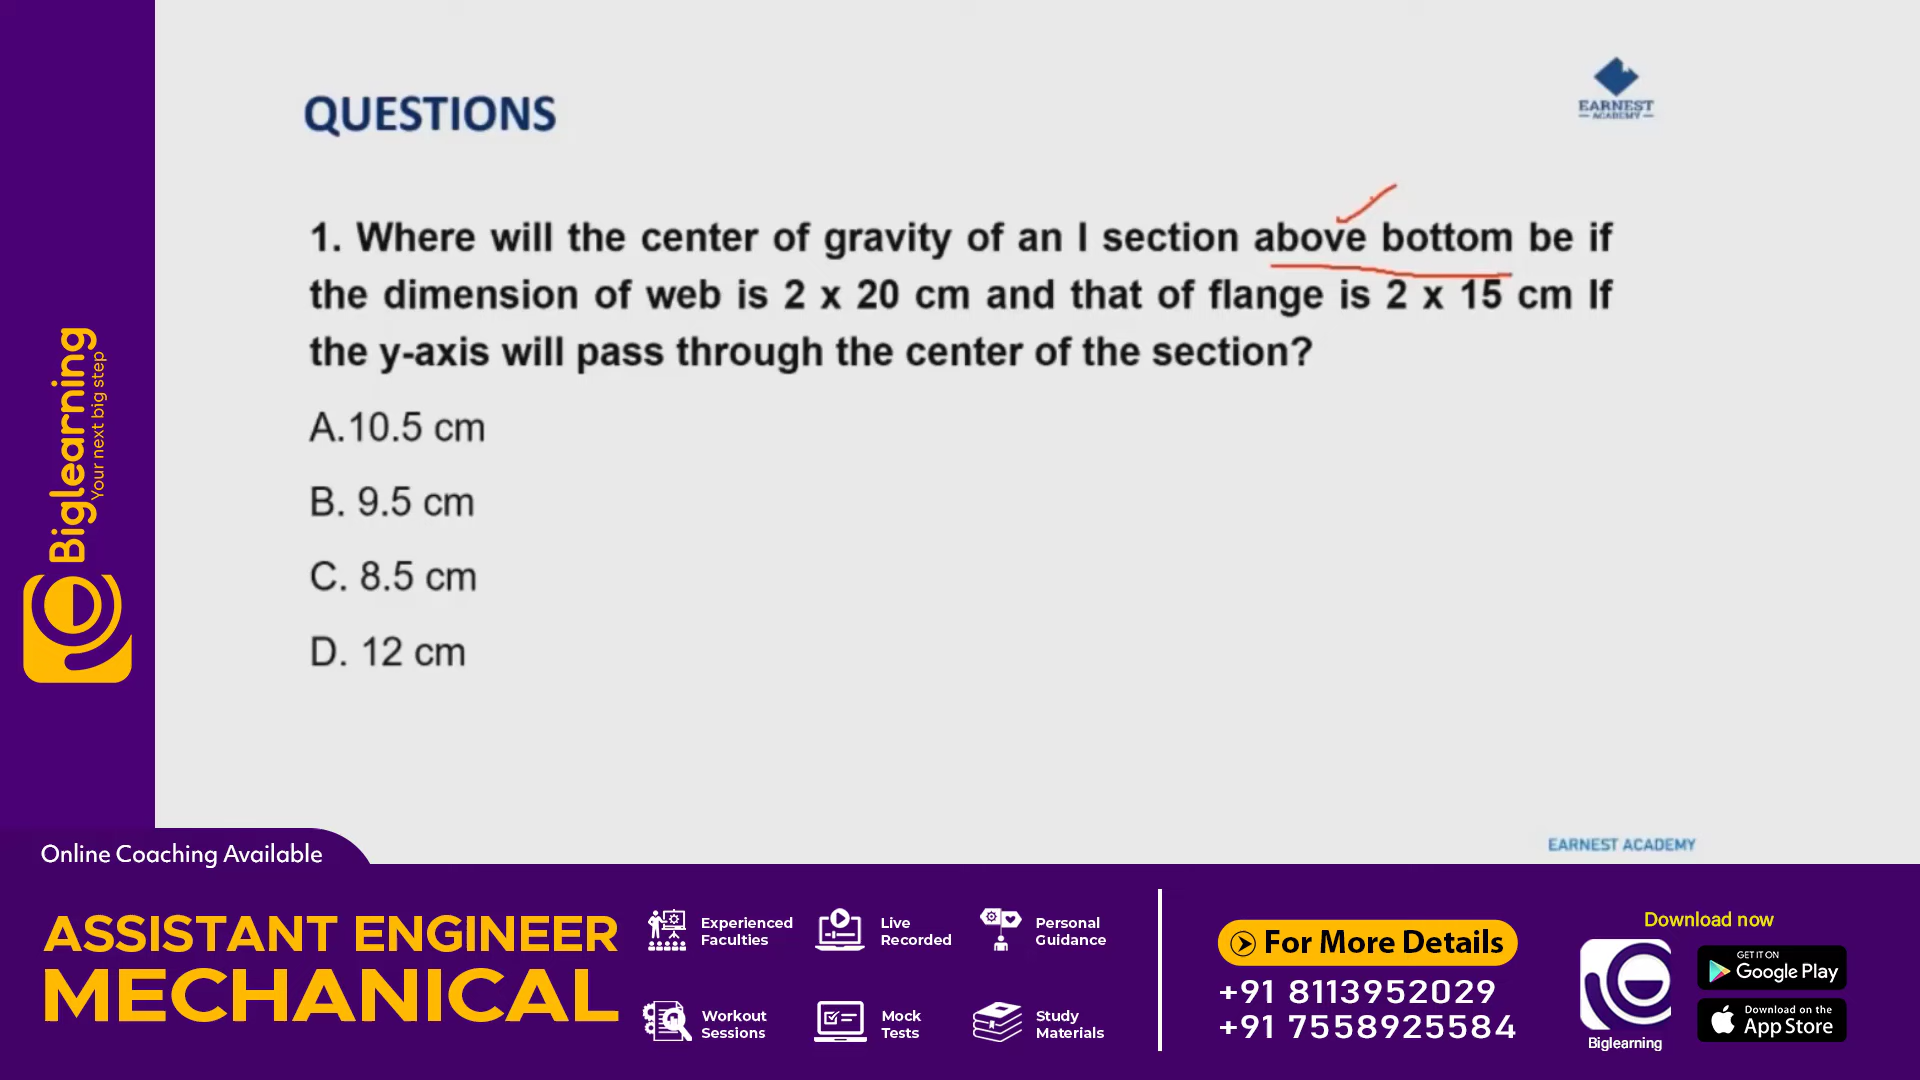 QUESTIONS
EARNEST
ACADEMY
1. Where will the center of gravity of an I section above bottom be if
the dimension of web is 2 x 20 cm and that of flange is 2 x 15 cm If
the y-axis will pass through the center of the section?
A.10.5 cm
B. 9.5 cm
C. 8.5 cm
D. 12 cm
Biglearning
Your next big step
EARNEST ACADEMY
Online Coaching Available
ASSISTANT ENGINEER
MECHANICAL
Experienced
Faculties
Live
Recorded
Personal
Guidance
Workout
Sessions
Mock
Tests
Study
Materials
For More Details
+91 8113952029
+91 7558925584
Download now
Biglearning
GET IT ON
Google Play
Download on the
App Store